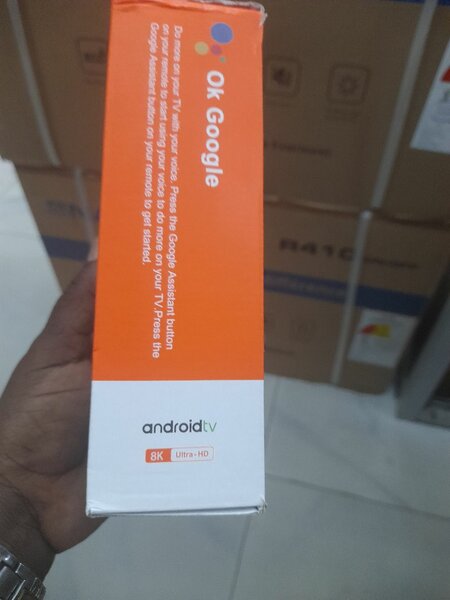 Ok Google
Do more on your TV with your voice. Press the Google Assistant button
on your remote to start using your voice to do more on your TV.Press the
Google Assistant button on your remote to get started.
androidtv
8K Ultra-HD
R410